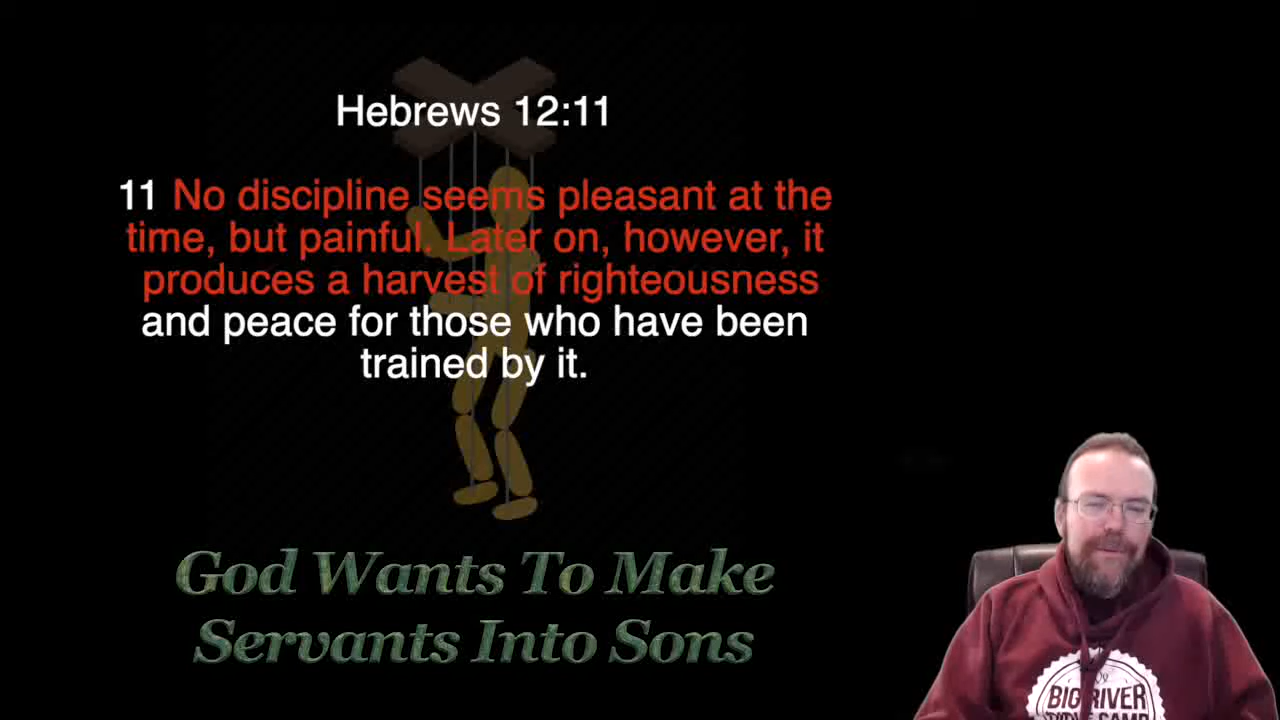 Hebrews 12:11
11 No discipline seems pleasant at the
time, but painful. Later on, however, it
produces a harvest of righteousness
and peace for those who have been
trained by it.
God Wants To Make
Servants Into Sons
BIG RIVER